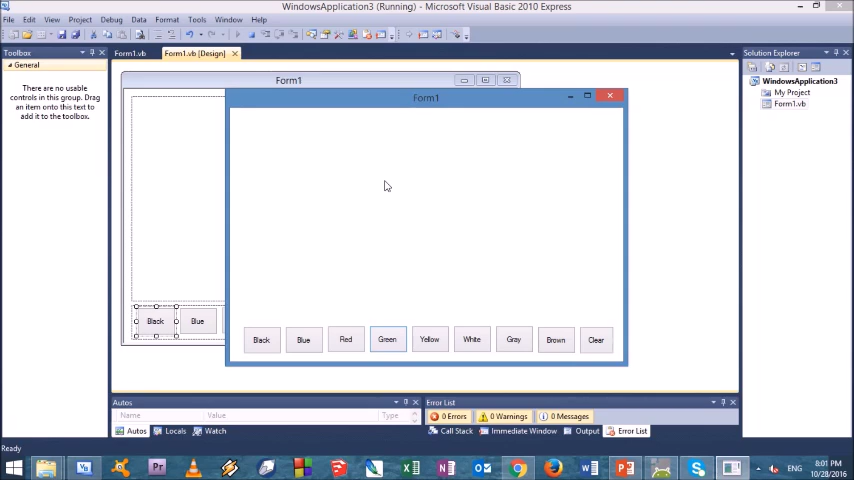 WindowsApplication3 (Running) - Microsoft Visual Basic 2010 Express
File Edit View Project Debug Data Format Tools Window Help
Toolbox
General
There are no usable
controls in this group. Drag
an item onto this text to
add it to the toolbox.
Form1.vb
Form1.vb [Design]
Form1
Black
Blue
Form1
Black
Blue
Red
Green
Yellow
White
Gray
Brown
Clear
Solution Explorer
WindowsApplication3
My Project
Form1.vb
Autos
Name
Value
Type
Autos
Locals
Watch
Error List
0 Errors
0 Warnings
0 Messages
Call Stack
Immediate Window
Output
Error List
Ready
ENG
8:01 PM
10/28/2016